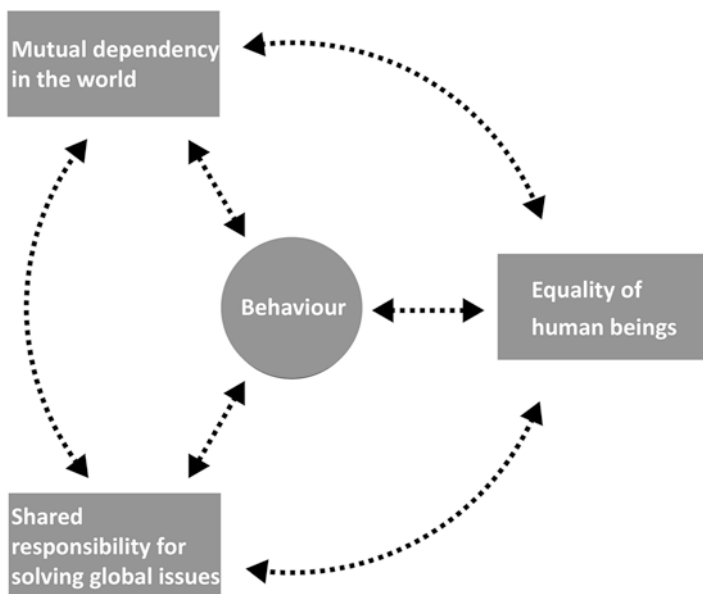 Mutual dependency
in the world
Behaviour
Equality of
human beings
Shared
responsibility for
solving global issues